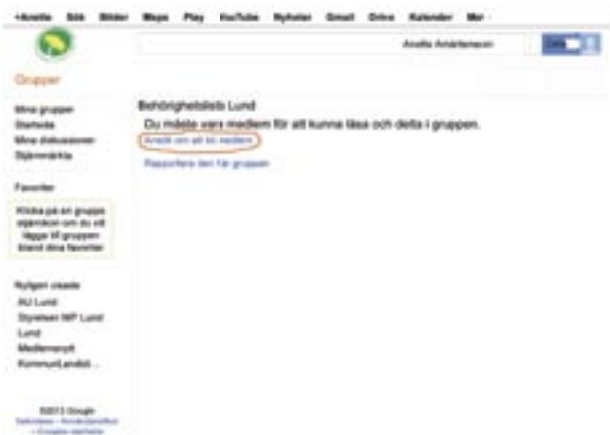 +Anette Sök Bilder Maps Play YouTube Nyheter Gmail Drive Kalender Mer
Anette
Dela
Grupper
Mina grupper
Startsida
Mina diskussioner
Stjärnmärkta
Favoriter
Klicka på en grupps
stjärnikon om du vill
lägga till gruppen
bland dina favoriter
Nyligen visade
AU Lund
Styrelsen MP Lund
Lund
Medlemsnytt
Behörighetslista Lund
Du måste vara medlem för att kunna läsa och delta i gruppen.
Ansök om att bli medlem
Rapportera den här gruppen
©2013 Google